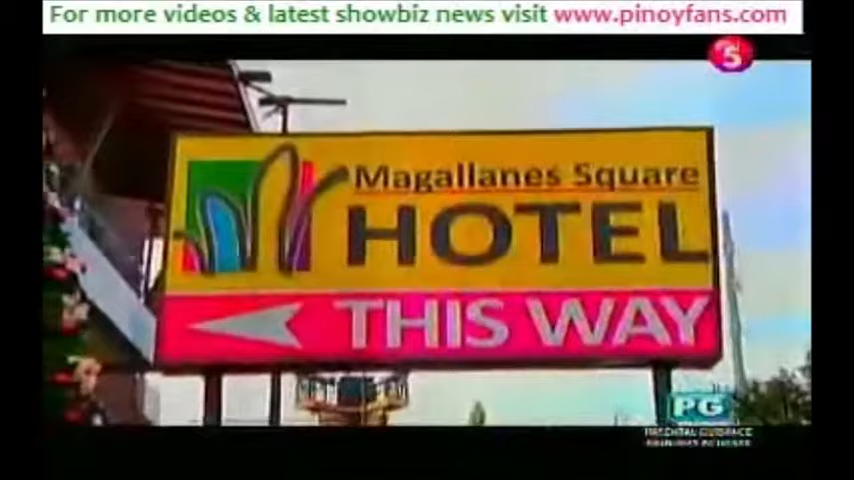 For more videos & latest showbiz news visit www.pinoyfans.com
5
Magallanes Square
HOTEL
THIS WAY
PG